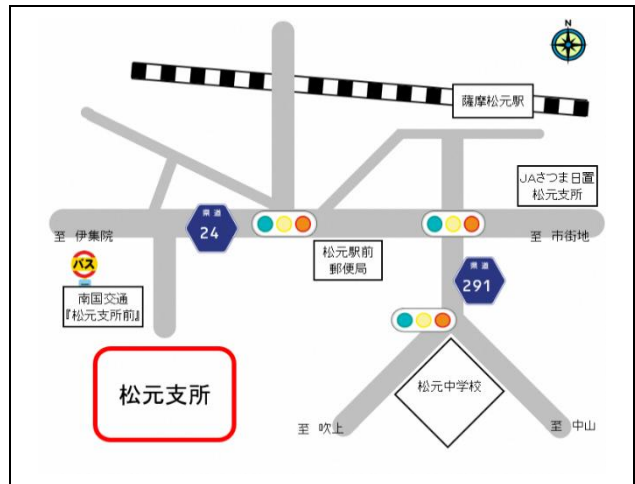 N
薩摩松元駅
JAさつま日置
松元支所
県道
24
至 伊集院
至 市街地
バス
松元駅前
郵便局
県道
291
南国交通
『松元支所前』
松元支所
松元中学校
至 吹上
至 中山